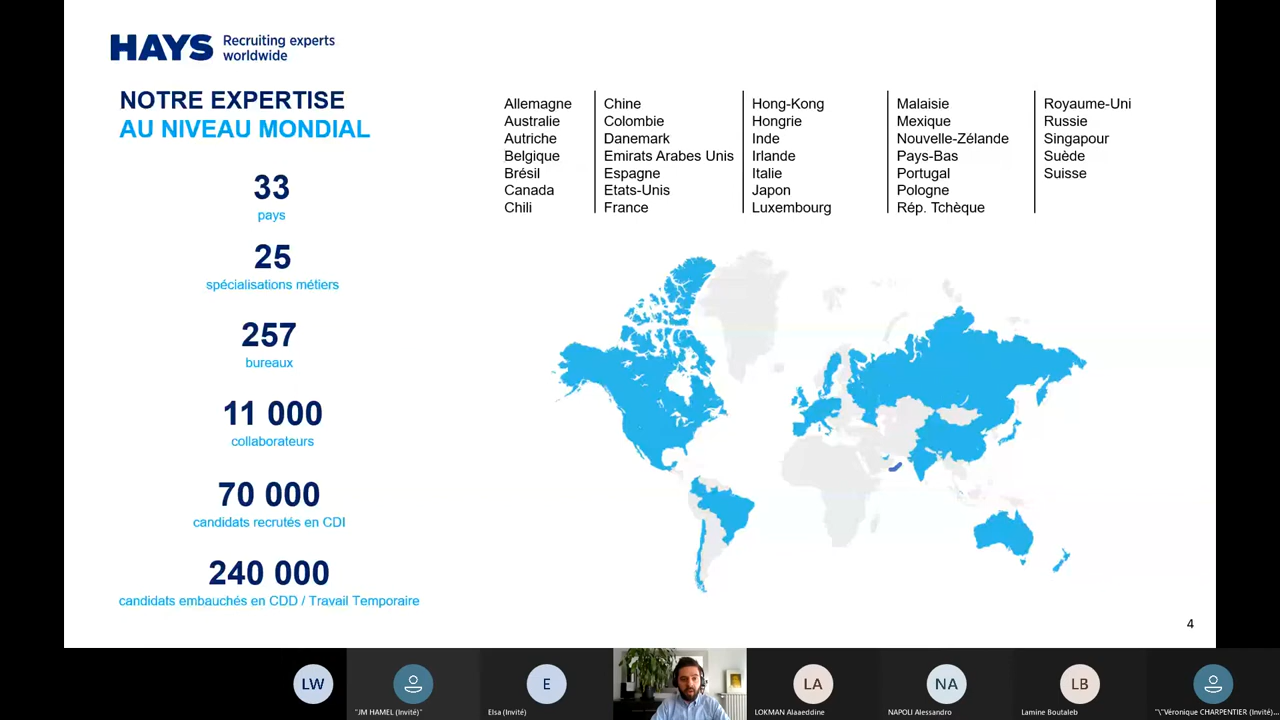 HAYS Recruiting experts
worldwide
NOTRE EXPERTISE
AU NIVEAU MONDIAL
33
pays
25
spécialisations métiers
257
bureaux
11 000
collaborateurs
70 000
candidats recrutés en CDI
240 000
candidats embauchés en CDD / Travail Temporaire
Allemagne
Australie
Autriche
Belgique
Brésil
Canada
Chili
Chine
Colombie
Danemark
Emirats Arabes Unis
Espagne
Etats-Unis
France
Hong-Kong
Hongrie
Inde
Irlande
Italie
Japon
Luxembourg
Malaisie
Mexique
Nouvelle-Zélande
Pays-Bas
Portugal
Pologne
Rép. Tchèque
Royaume-Uni
Russie
Singapour
Suède
Suisse
4
LW
"JM HAMEL (Invité)"
E
Elsa (Invité)
LA
LOKMAN Alaaeddine
NA
NAPOLI Alessandro
LB
Lamine Boutaleb
"\"Véronique CHARPENTIER (Invité)...